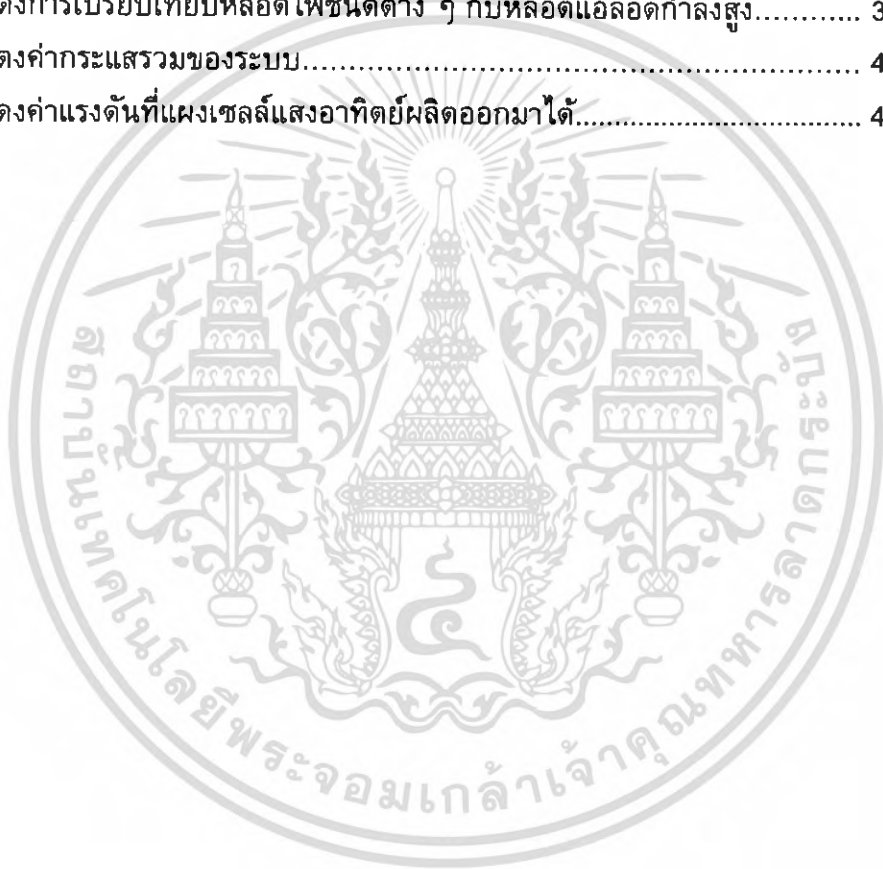 ดงการเปรียบเทียบหลอดไฟชนิดต่าง ๆ กับหลอดแอลอีดกำลังสูง............ 3
ดงค่ากระแสรวมของระบบ............................................................ 4
ดงค่าแรงดันที่แผงเซลล์แสงอาทิตย์ผลิตออกมาได้................................... 4
สถาบันเทคโนโลยีพระจอมเกล้าเจ้าคุณทหารลาดกระบัง